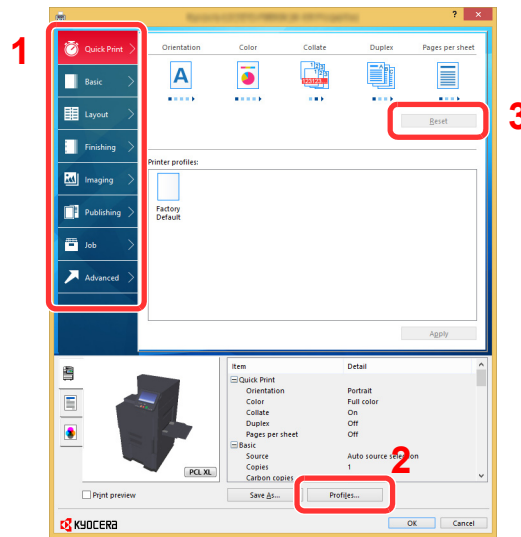 ? ×
1
Quick Print
Basic
Layout
Finishing
Imaging
Publishing
Job
Advanced
Orientation Color Collate Duplex Pages per sheet
A
123123
Reset
3
Printer profiles:
Factory
Default
Apply
Item Detail
Quick Print
Orientation Portrait
Color Full color
Collate On
Duplex Off
Pages per sheet Off
Basic
Source Auto source selection
Copies 1
Carbon copies
2
PCL XL
Print preview
Save As...
Profiles...
KYOCERA
OK Cancel